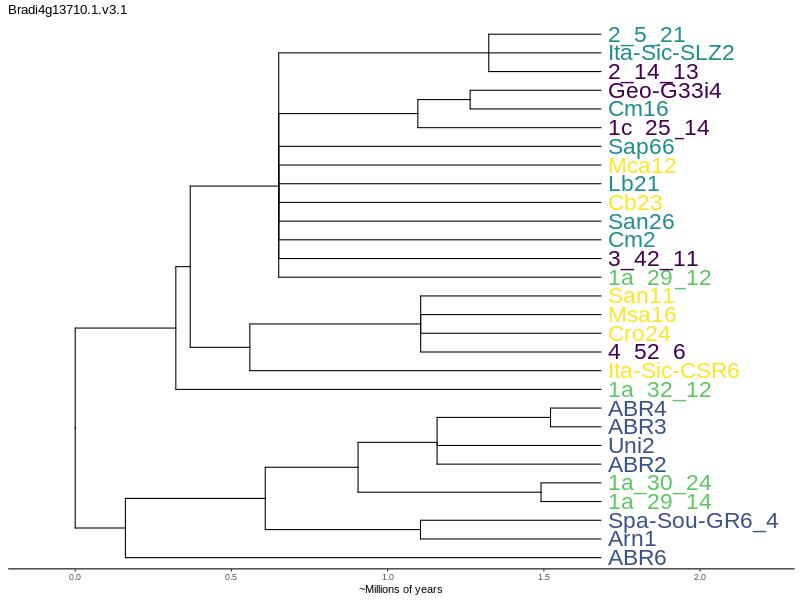 Bradi4g13710.1.v3.1
2_5_21
Ita-Sic-SLZ2
2_14_13
Geo-G33i4
Cm16
1c_25_14
Sap66
Mca12
Lb21
Cb23
San26
Cm2
3_42_11
1a_29_12
San11
Msa16
Cro24
4_52_6
Ita-Sic-CSR6
1a_32_12
ABR4
ABR3
Uni2
ABR2
1a_30_24
1a_29_14
Spa-Sou-GR6_4
Arn1
ABR6
0.0 0.5 1.0 1.5 2.0
~Millions of years